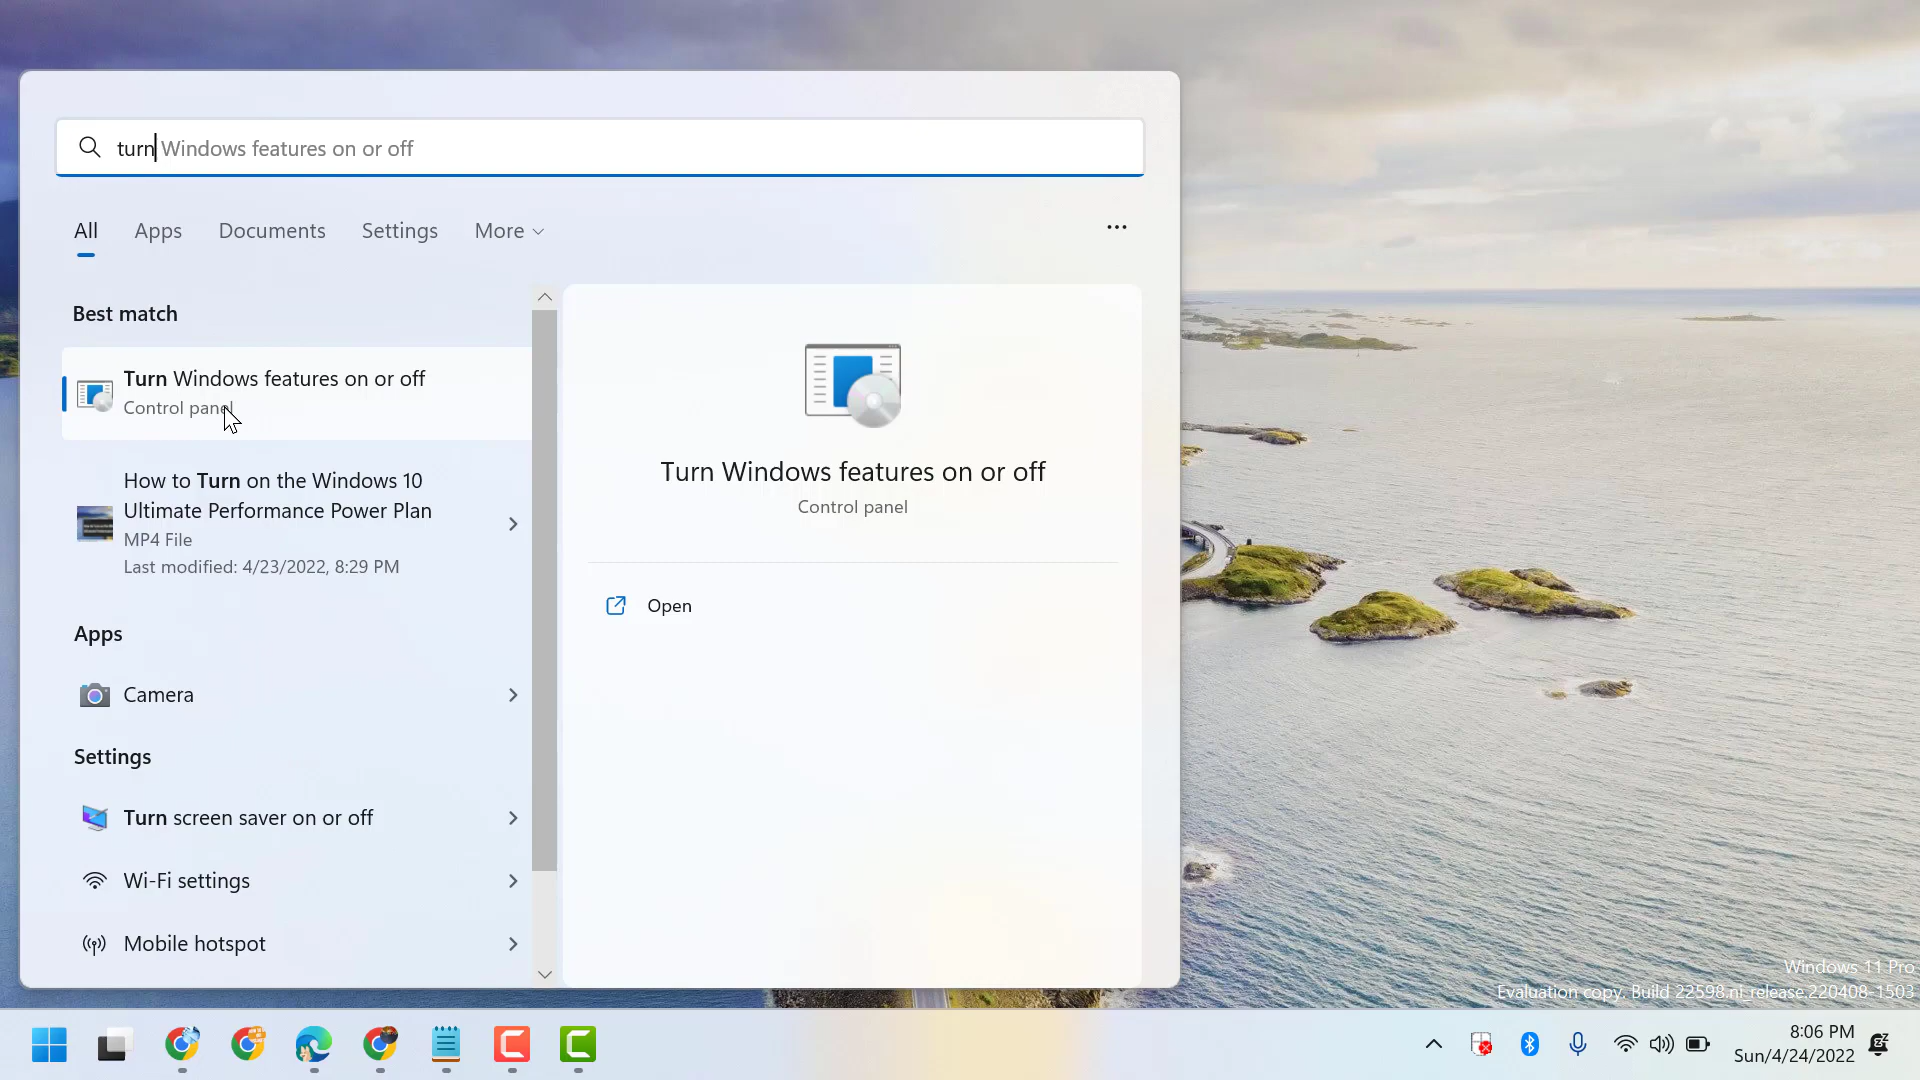 turn Windows features on or off
All Apps Documents Settings More
Best match
Turn Windows features on or off
Control panel
How to Turn on the Windows 10
Ultimate Performance Power Plan
MP4 File
Last modified: 4/23/2022, 8:29 PM
Apps
Camera
Settings
Turn screen saver on or off
Wi-Fi settings
Mobile hotspot
Turn Windows features on or off
Control panel
Open
Windows 11 Pro
Evaluation copy. Build 22598.ni_release.220408-1503
8:06 PM
Sun/4/24/2022